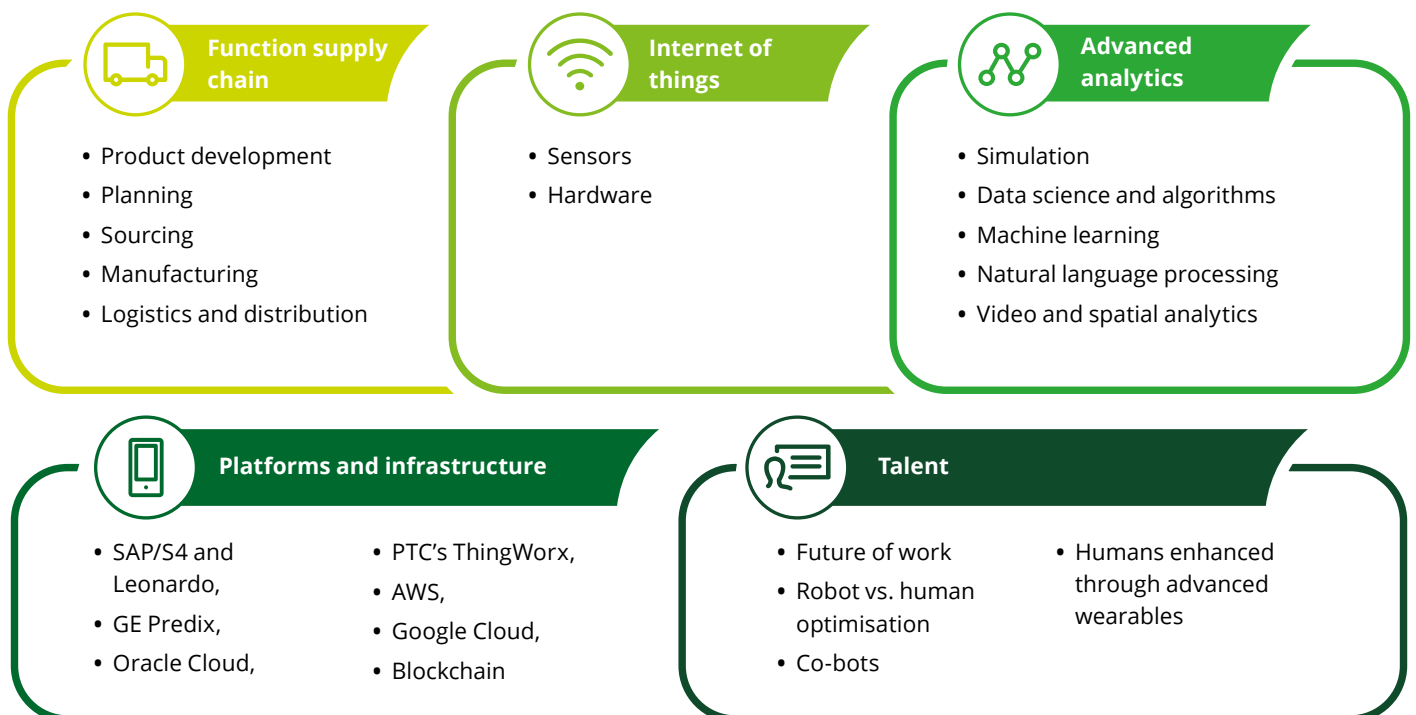 Function supply
chain
• Product development
• Planning
• Sourcing
• Manufacturing
• Logistics and distribution
Internet of
things
• Sensors
• Hardware
Advanced
analytics
• Simulation
• Data science and algorithms
• Machine learning
• Natural language processing
• Video and spatial analytics
Platforms and infrastructure
• SAP/S4 and
Leonardo,
• GE Predix,
• Oracle Cloud,
• PTC’s ThingWorx,
• AWS,
• Google Cloud,
• Blockchain
Talent
• Future of work
• Robot vs. human
optimisation
• Co-bots
• Humans enhanced
through advanced
wearables